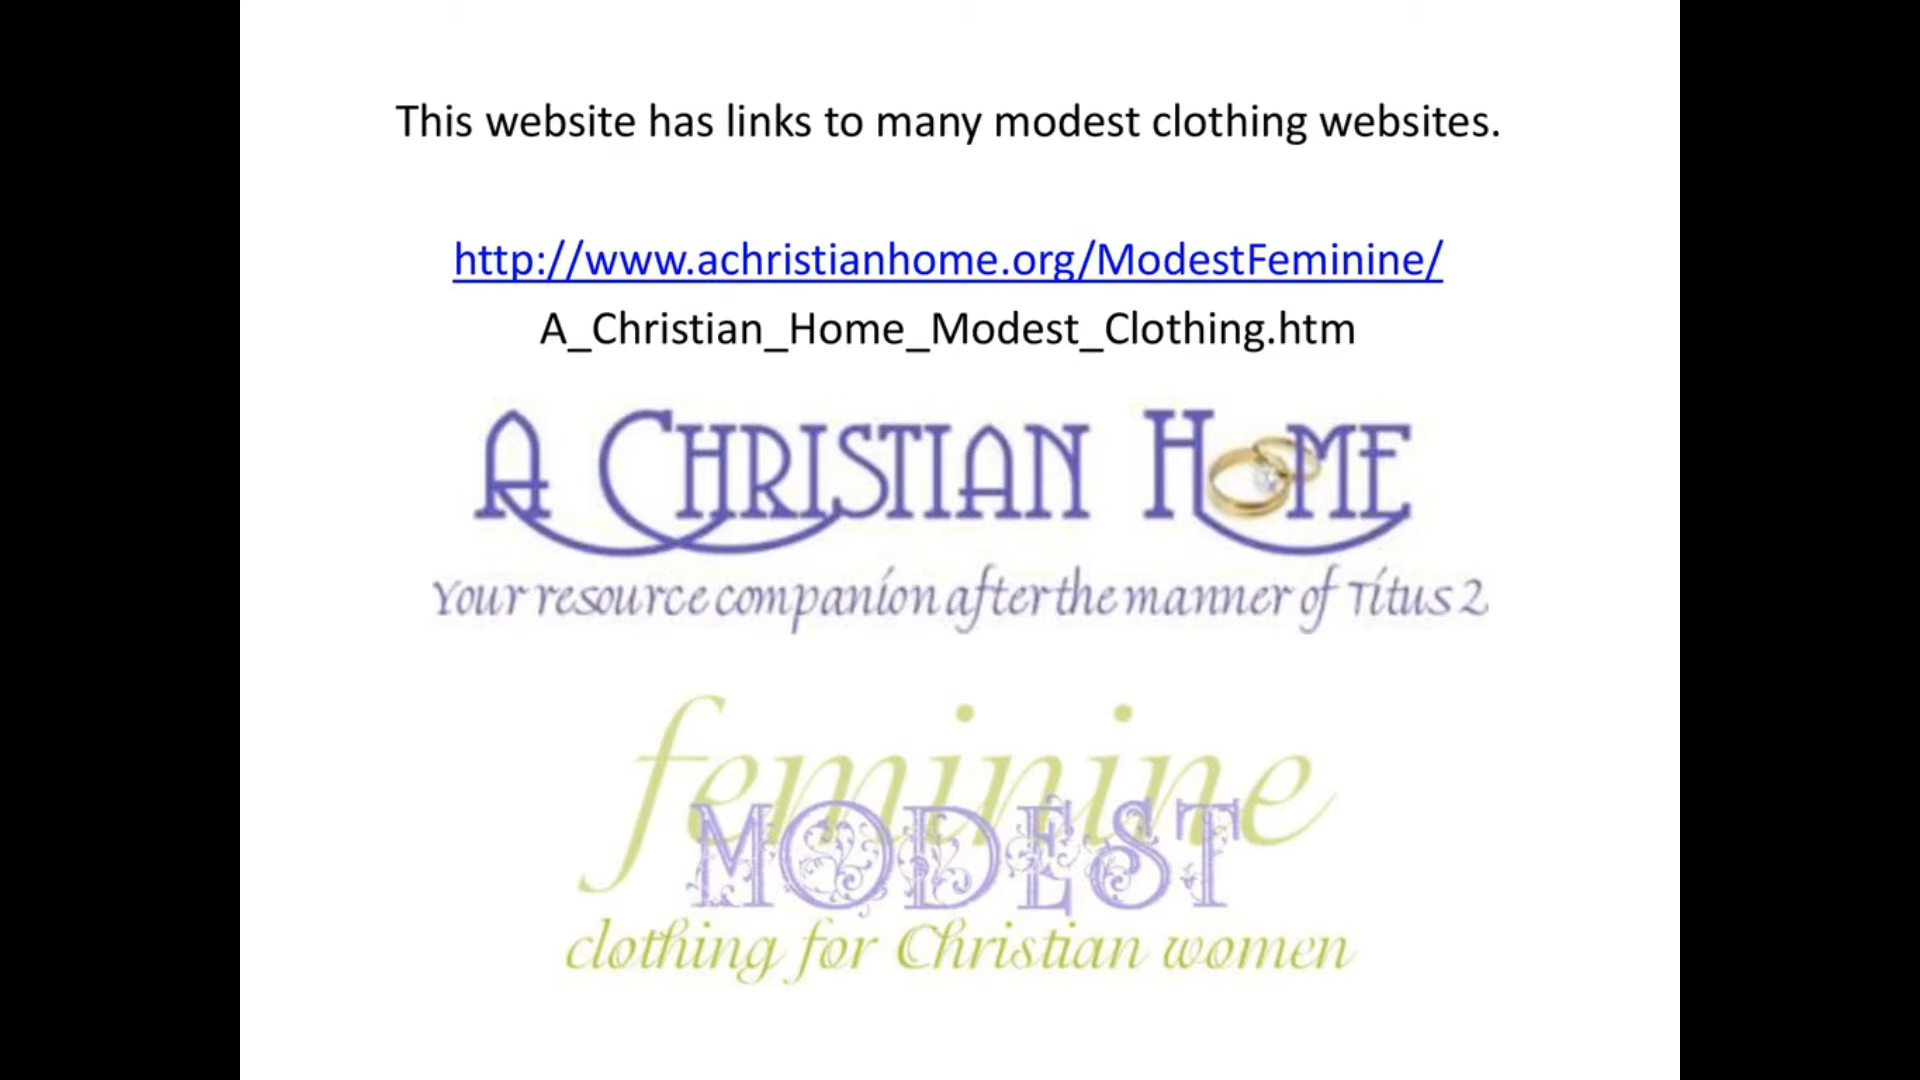 This website has links to many modest clothing websites.
http://www.achristianhome.org/ModestFeminine/
A_Christian_Home_Modest_Clothing.htm
A CHRISTIAN HOME
Your resource companion after the manner of Titus 2
feminine
MODEST
clothing for Christian women